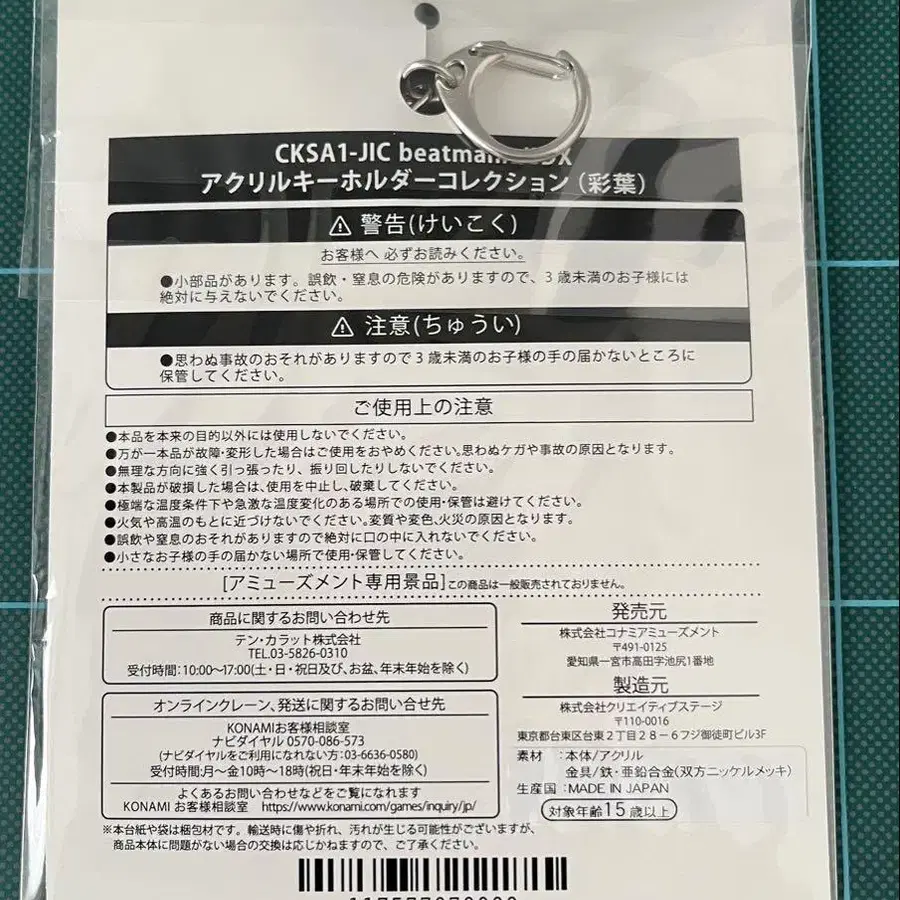 CKSA1-JIC beatmania IIDX
アクリルキーホルダーコレクション（彩葉）
警告(けいこく)
お客様へ 必ずお読みください。
●小部品があります。誤飲・窒息の危険がありますので、3歳未満のお子様には
絶対に与えないでください。
注意(ちゅうい)
●思わぬ事故のおそれがありますので3歳未満のお子様の手の届かないところに
保管してください。
ご使用上の注意
●本品を本来の目的以外には使用しないでください。
●万が一本品が故障・変形した場合はご使用をおやめください。思わぬケガや事故の原因となります。
●無理な方向に強く引っ張ったり、振り回したりしないでください。
●本製品が破損した場合は、使用を中止し、破棄してください。
●極端な温度条件下や急激な温度変化のある場所での使用・保管は避けてください。
●火気や高温のもとに近づけないでください。変質や変色、火災の原因となります。
●誤飲や窒息のおそれがありますので絶対に口の中に入れないでください。
●小さなお子様の手の届かない場所で使用・保管してください。
[アミューズメント専用景品]この商品は一般販売されておりません。
商品に関するお問い合わせ先
テン・カラット株式会社
TEL.03-5826-0310
受付時間：10:00〜17:00(土・日・祝日及び、お盆、年末年始を除く)
オンラインクレーン、発送に関するお問い合せ先
KONAMIお客様相談室
ナビダイヤル 0570-086-573
(ナビダイヤルをご利用になれない方：03-6636-0580)
受付時間：月〜金10時〜18時(祝日・年末年始を除く)
よくあるお問い合わせなどをご覧になれます
KONAMI お客様相談室 https://www.konami.com/games/inquiry/jp/
発売元
株式会社コナミアミューズメント
〒491-0125
愛知県一宮市高田字池尻1番地
製造元
株式会社クリエイティブステージ
〒110-0016
東京都台東区台東2丁目28－6フジ御徒町ビル3F
素材 ：本体/アクリル
金具/鉄・亜鉛合金(双方ニッケルメッキ)
生産国：MADE IN JAPAN
対象年齢15歳以上
※本台紙や袋は梱包材です。輸送時に傷や折れ、汚れが生じる可能性がございますが、
商品本体に問題がない場合の交換は応じかねますので、ご了承ください。